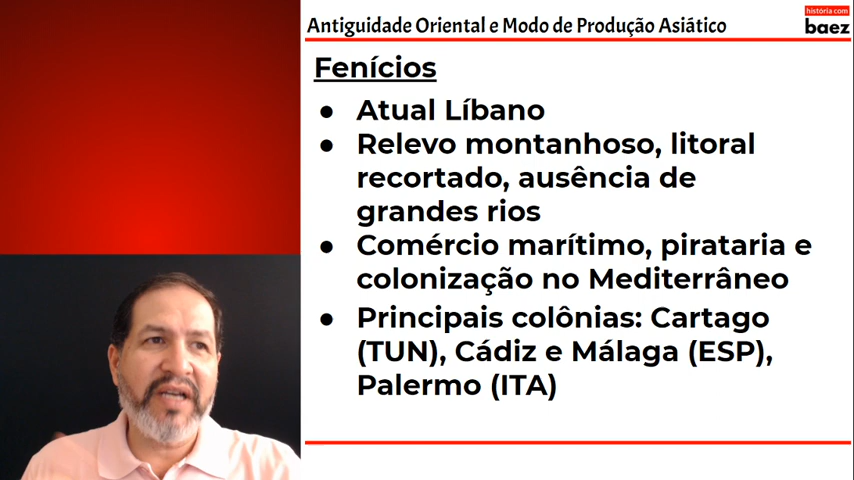 Antiguidade Oriental e Modo de Produção Asiático
história com
baez
Fenícios
● Atual Líbano
● Relevo montanhoso, litoral
recortado, ausência de
grandes rios
● Comércio marítimo, pirataria e
colonização no Mediterrâneo
● Principais colônias: Cartago
(TUN), Cádiz e Málaga (ESP),
Palermo (ITA)